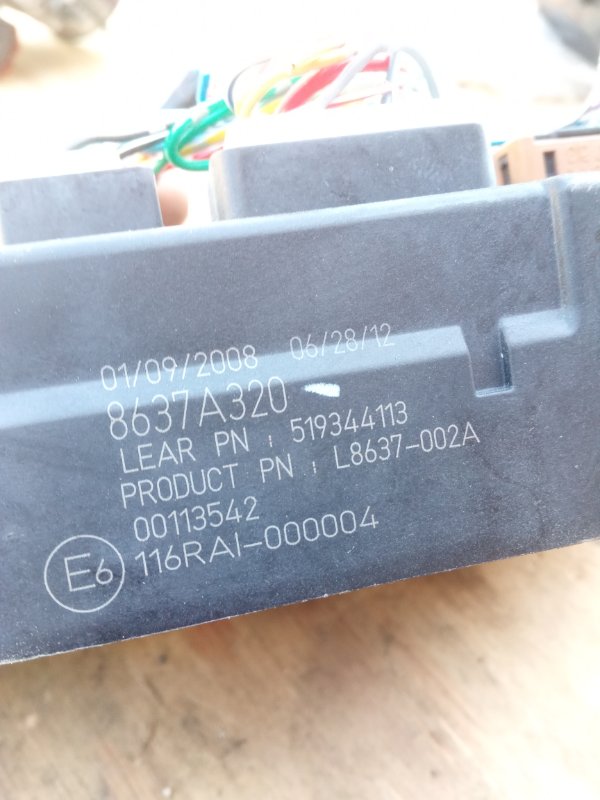 01/09/2008 06/28/12
8637A320
LEAR PN : 519344113
PRODUCT PN : L8637-002A
00113542
E6 116RAI-000004